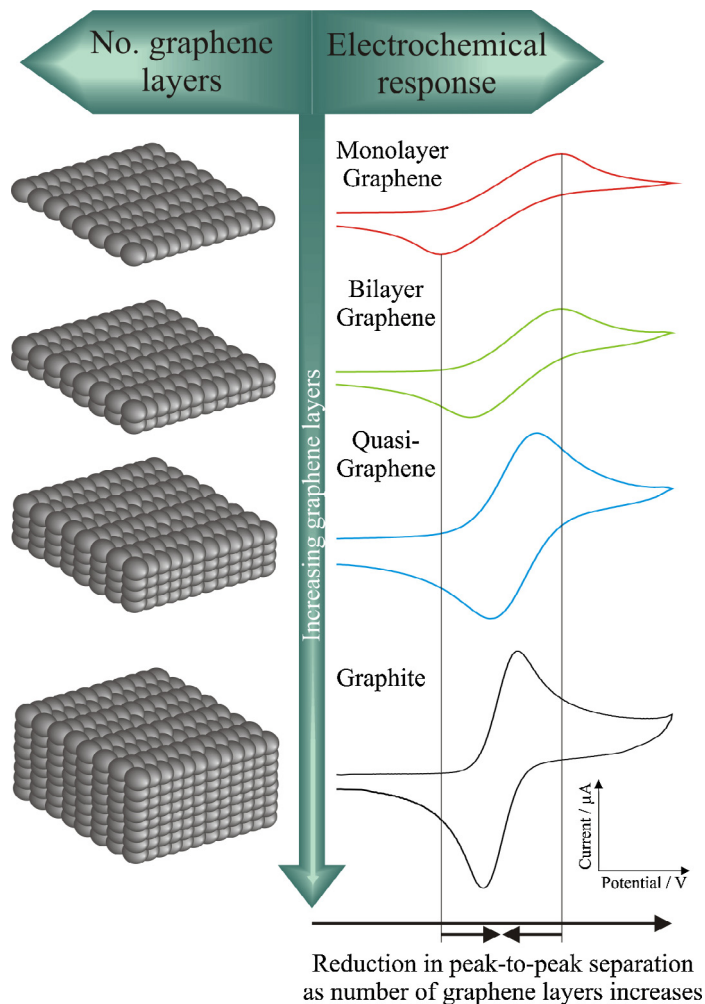 No. graphene
layers
Electrochemical
response
Monolayer
Graphene
Bilayer
Graphene
Increasing graphene layers
Quasi-
Graphene
Graphite
Current / μA
Potential / V
Reduction in peak-to-peak separation
as number of graphene layers increases